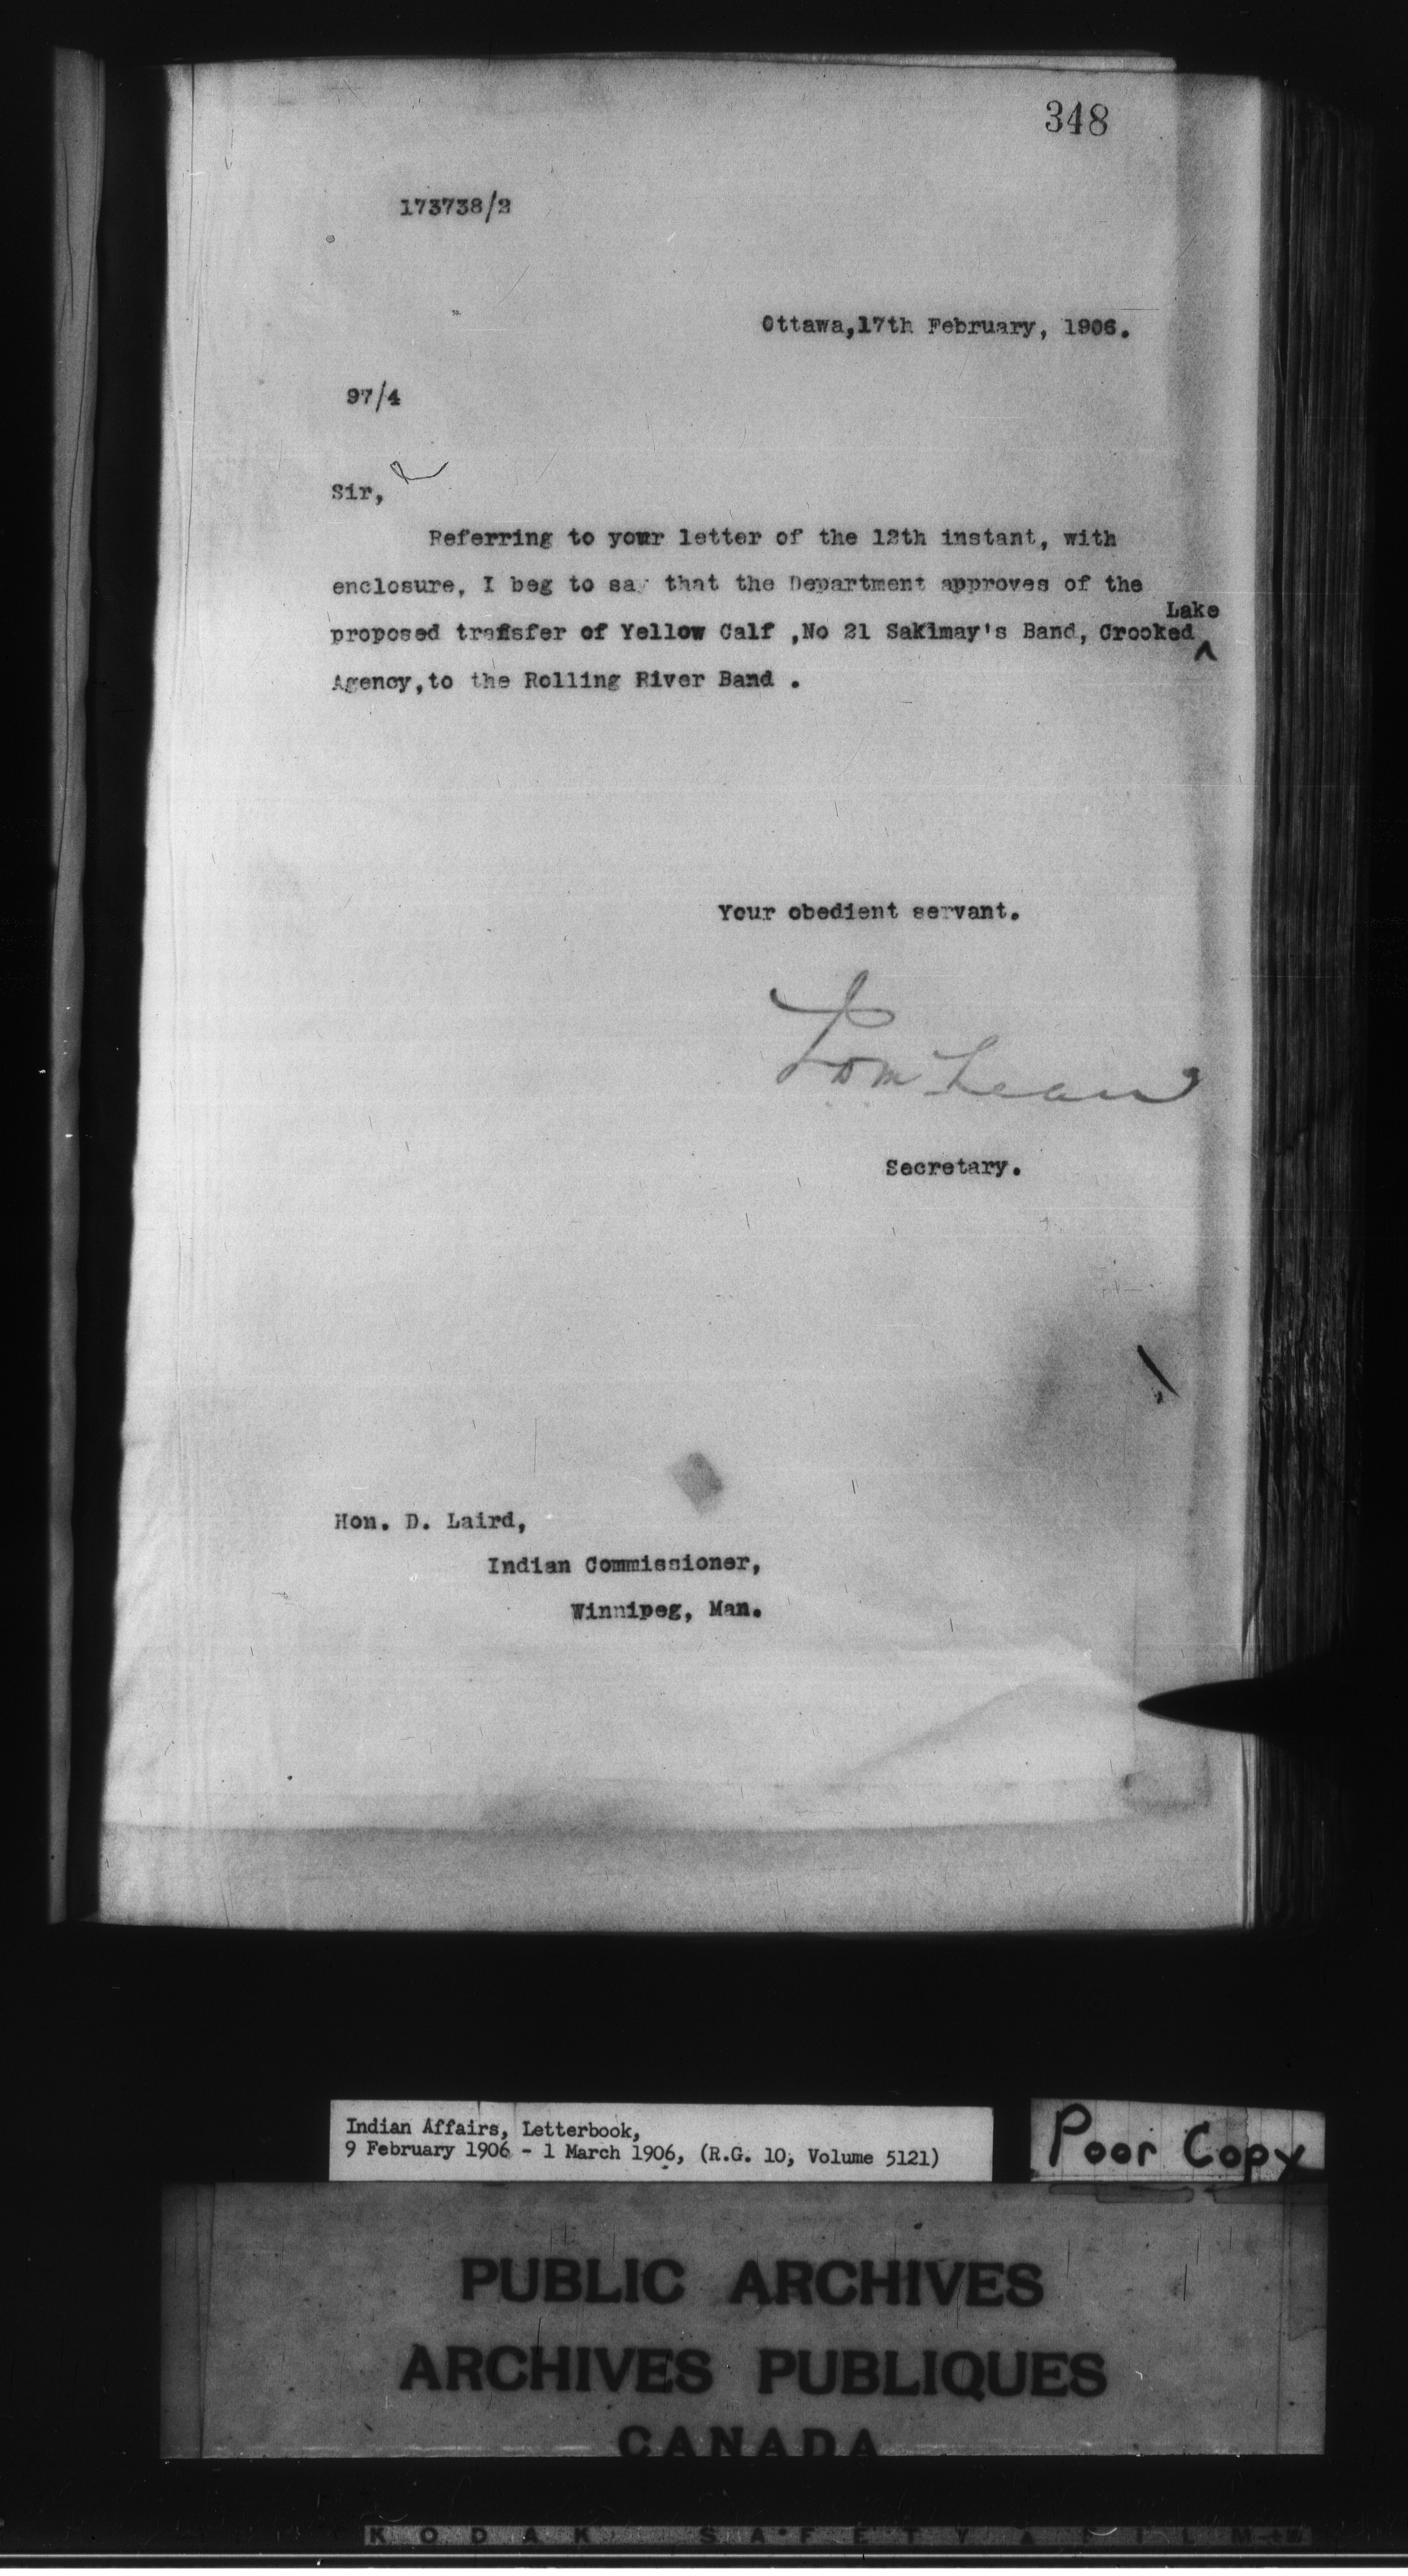 348
173738/2
Ottawa,17th February, 1906.
97/4
Sir,
Referring to your letter of the 12th instant, with
enclosure, I beg to say that the Department approves of the
Lake
proposed transfer of Yellow Calf ,No 21 Sakimay's Band, Crooked ^
Agency,to the Rolling River Band .
Your obedient servant.
Secretary.
Hon. D. Laird,
Indian Commissioner,
Winnipeg, Man.
Indian Affairs, Letterbook,
9 February 1906 - 1 March 1906, (R.G. 10, Volume 5121)
Poor Copy
PUBLIC ARCHIVES
ARCHIVES PUBLIQUES
CANADA
KODAK SAFETY FILM